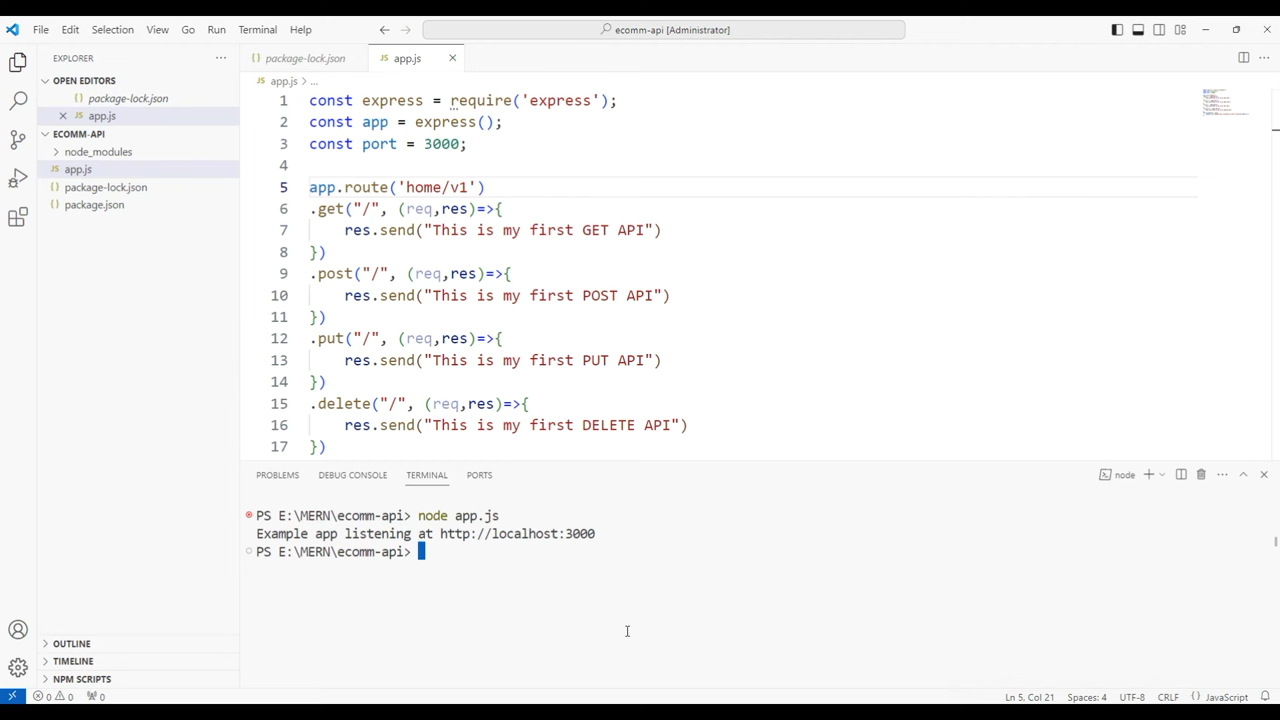 File Edit Selection View Go Run Terminal Help
ecomm-api [Administrator]
EXPLORER
OPEN EDITORS
package-lock.json
app.js
ECOMM-API
node_modules
app.js
package-lock.json
package.json
OUTLINE
TIMELINE
NPM SCRIPTS
package-lock.json
JS app.js
JS app.js > ...
1 const express = require('express');
2 const app = express();
3 const port = 3000;
4
5 app.route('home/v1')
6 .get("/", (req,res)=>{
7 res.send("This is my first GET API")
8 })
9 .post("/", (req,res)=>{
10 res.send("This is my first POST API")
11 })
12 .put("/", (req,res)=>{
13 res.send("This is my first PUT API")
14 })
15 .delete("/", (req,res)=>{
16 res.send("This is my first DELETE API")
17 })
PROBLEMS DEBUG CONSOLE TERMINAL PORTS
node
PS E:\MERN\ecomm-api> node app.js
Example app listening at http://localhost:3000
PS E:\MERN\ecomm-api>
0 0 0
Ln 5, Col 21 Spaces: 4 UTF-8 CRLF {} JavaScript